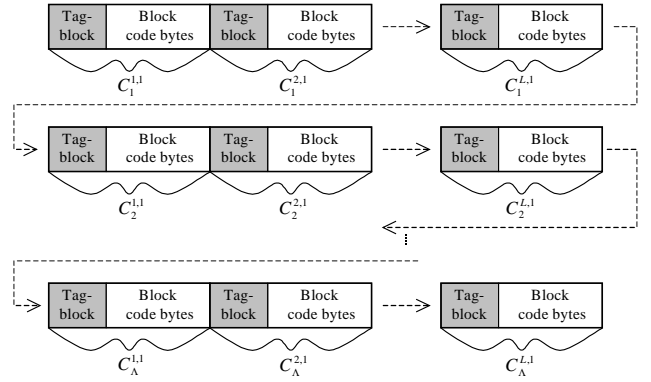 Tag- Block Tag- Block Tag- Block
block code bytes block code bytes block code bytes
C_1^{1,1} C_1^{2,1} C_1^{L,1}
Tag- Block Tag- Block Tag- Block
block code bytes block code bytes block code bytes
C_2^{1,1} C_2^{2,1} C_2^{L,1}
Tag- Block Tag- Block Tag- Block
block code bytes block code bytes block code bytes
C_Λ^{1,1} C_Λ^{2,1} C_Λ^{L,1}